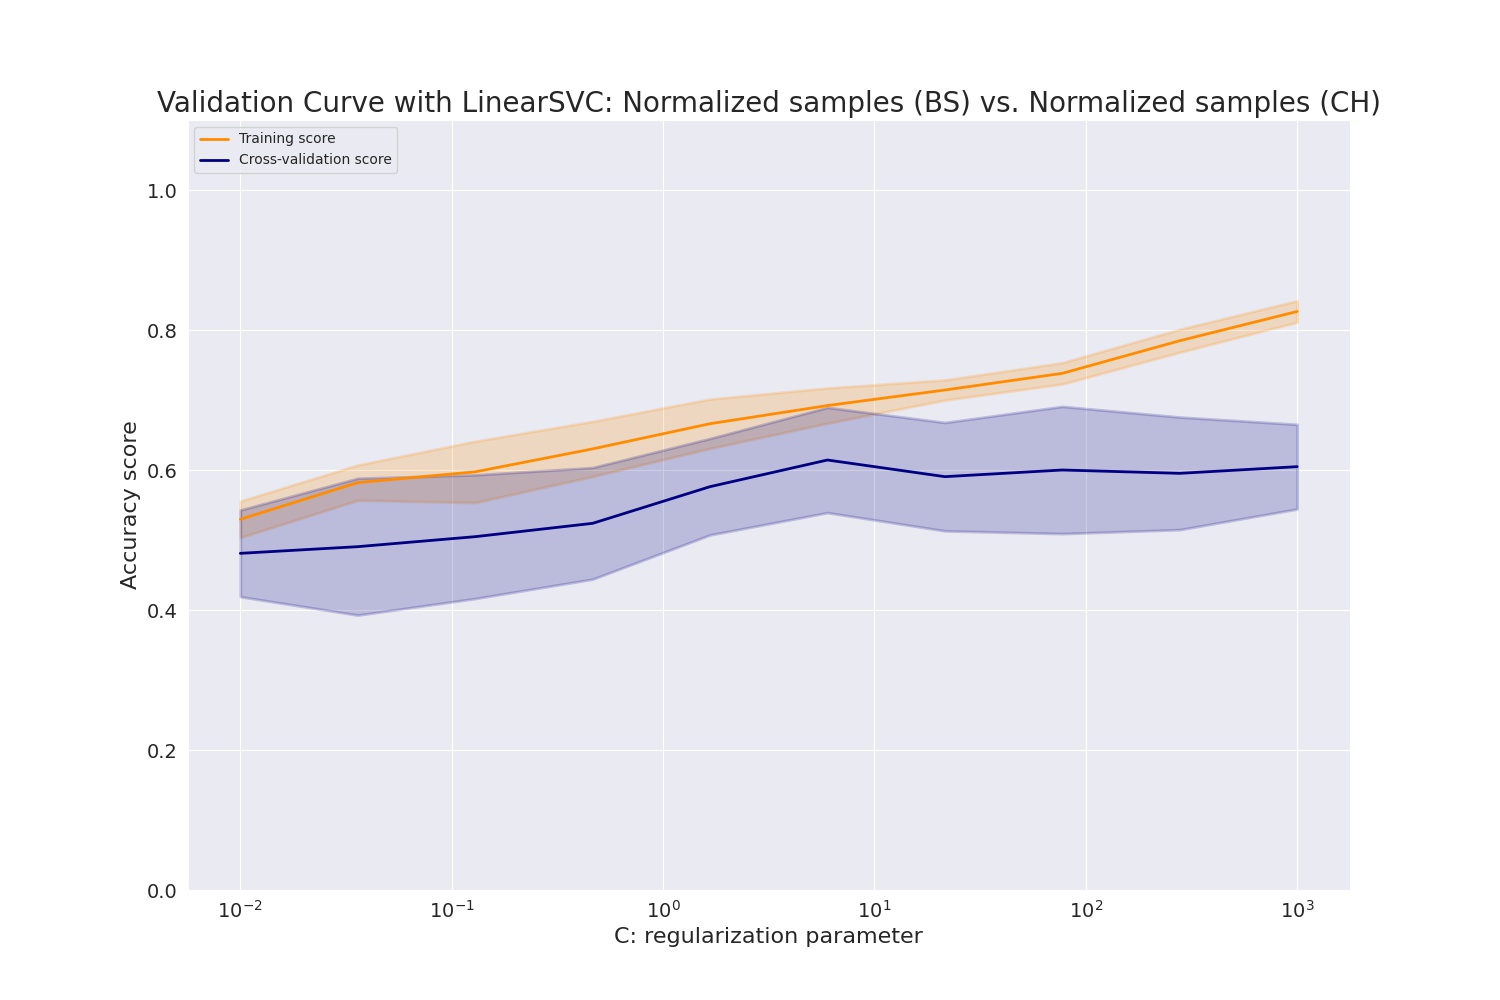 Validation Curve with LinearSVC: Normalized samples (BS) vs. Normalized samples (CH)
Training score
Cross-validation score
1.0
0.8
0.6
0.4
0.2
0.0
Accuracy score
10⁻² 10⁻¹ 10⁰ 10¹ 10² 10³
C: regularization parameter